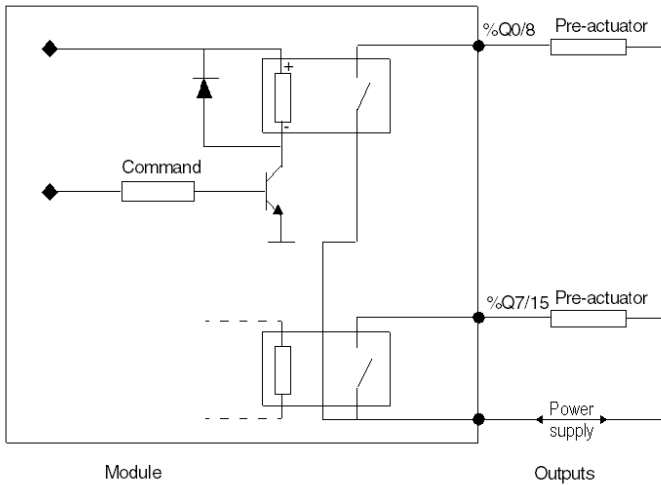 %Q0/8
Pre-actuator
+
-
Command
%Q7/15
Pre-actuator
Power
supply
Module
Outputs